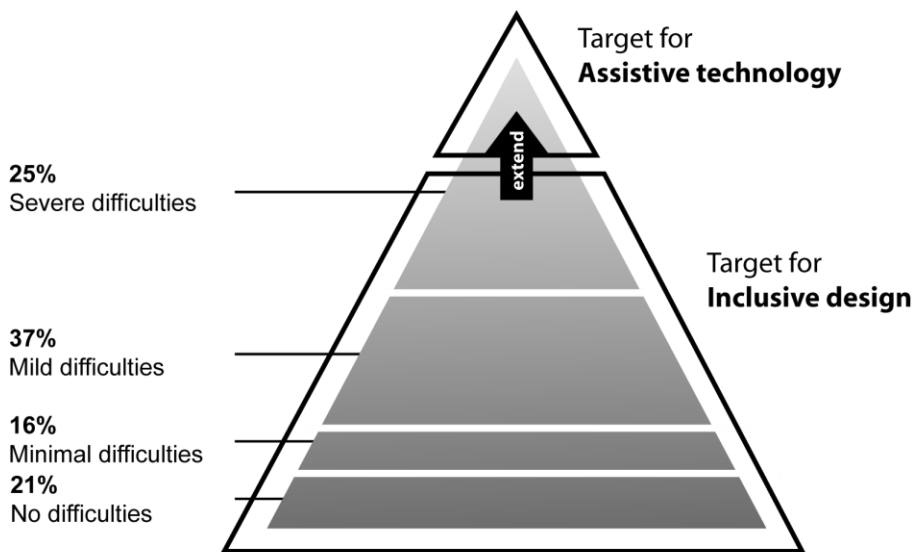 Target for
Assistive technology
extend
25%
Severe difficulties
Target for
Inclusive design
37%
Mild difficulties
16%
Minimal difficulties
21%
No difficulties